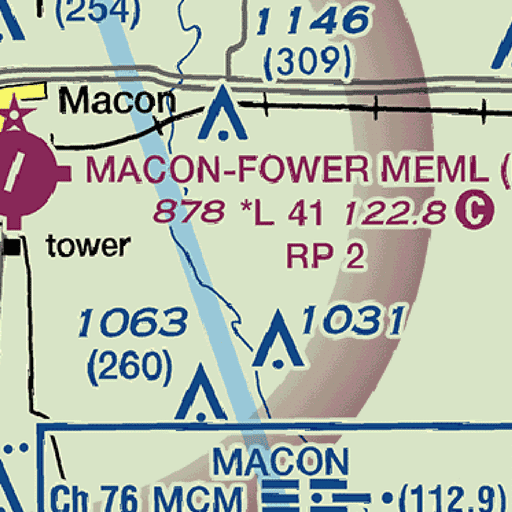 (254)
1146
(309)
Macon
MACON-FOWER MEML (
878 *L 41 122.8 C
RP 2
tower
1063
(260)
1031
MACON
Ch 76 MCM (112.9)